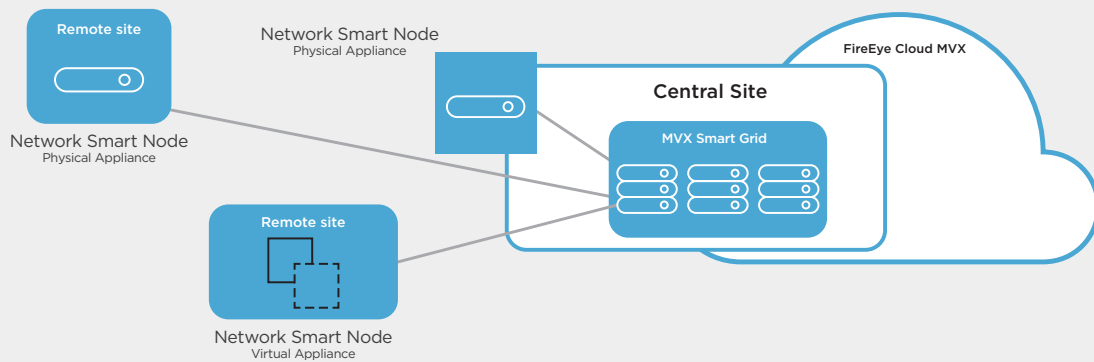 Remote site
Network Smart Node
Physical Appliance
Network Smart Node
Physical Appliance
FireEye Cloud MVX
Central Site
MVX Smart Grid
Remote site
Network Smart Node
Virtual Appliance